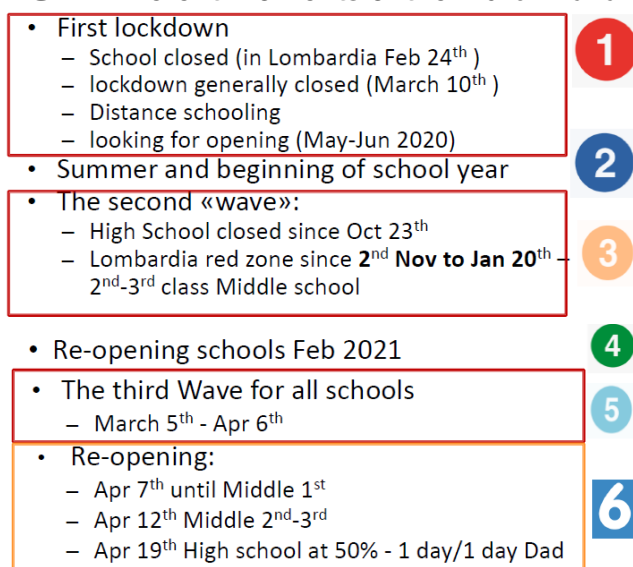 • First lockdown
– School closed (in Lombardia Feb 24th )
– lockdown generally closed (March 10th )
– Distance schooling
– looking for opening (May-Jun 2020)
1
• Summer and beginning of school year
2
• The second «wave»:
– High School closed since Oct 23th
– Lombardia red zone since 2nd Nov to Jan 20th –
2nd-3rd class Middle school
3
• Re-opening schools Feb 2021
4
• The third Wave for all schools
– March 5th - Apr 6th
5
• Re-opening:
– Apr 7th until Middle 1st
– Apr 12th Middle 2nd-3rd
– Apr 19th High school at 50% - 1 day/1 day Dad
6